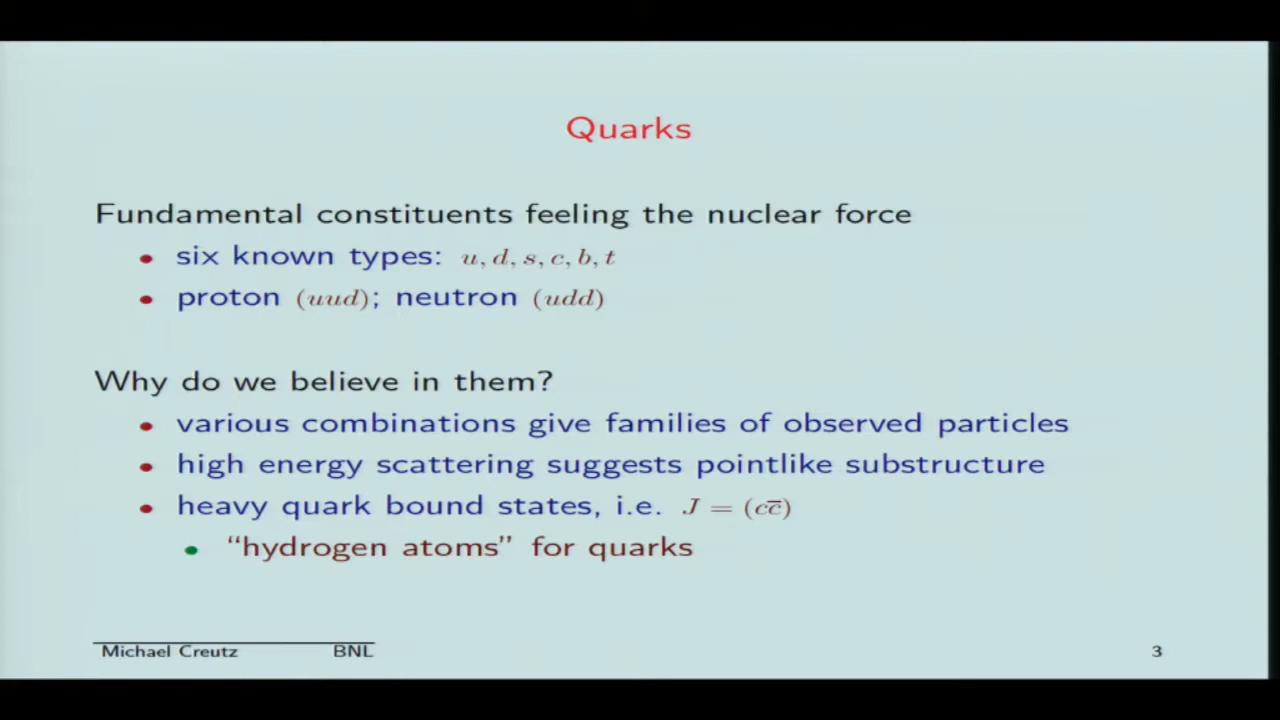 Quarks
Fundamental constituents feeling the nuclear force
• six known types: u, d, s, c, b, t
• proton (uud); neutron (udd)
Why do we believe in them?
• various combinations give families of observed particles
• high energy scattering suggests pointlike substructure
• heavy quark bound states, i.e. J = (cc̅)
• “hydrogen atoms” for quarks
Michael Creutz BNL 3